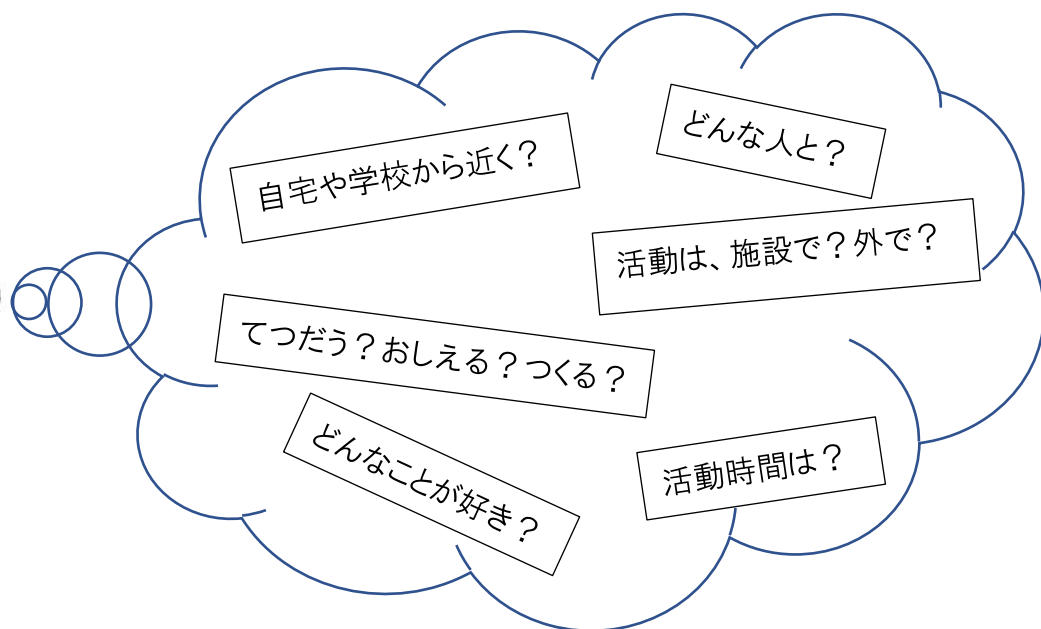 自宅や学校から近く？
どんな人と？
活動は、施設で？外で？
てつだう？おしえる？つくる？
どんなことが好き？
活動時間は？